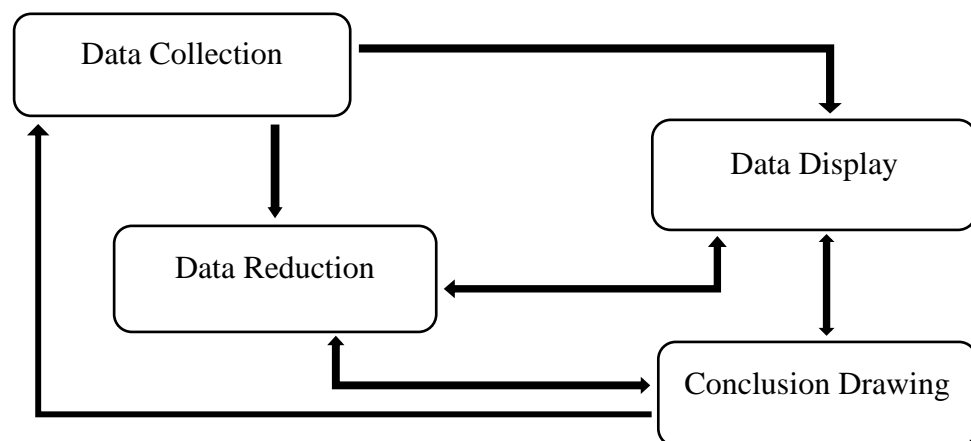 Data Collection
Data Display
Data Reduction
Conclusion Drawing